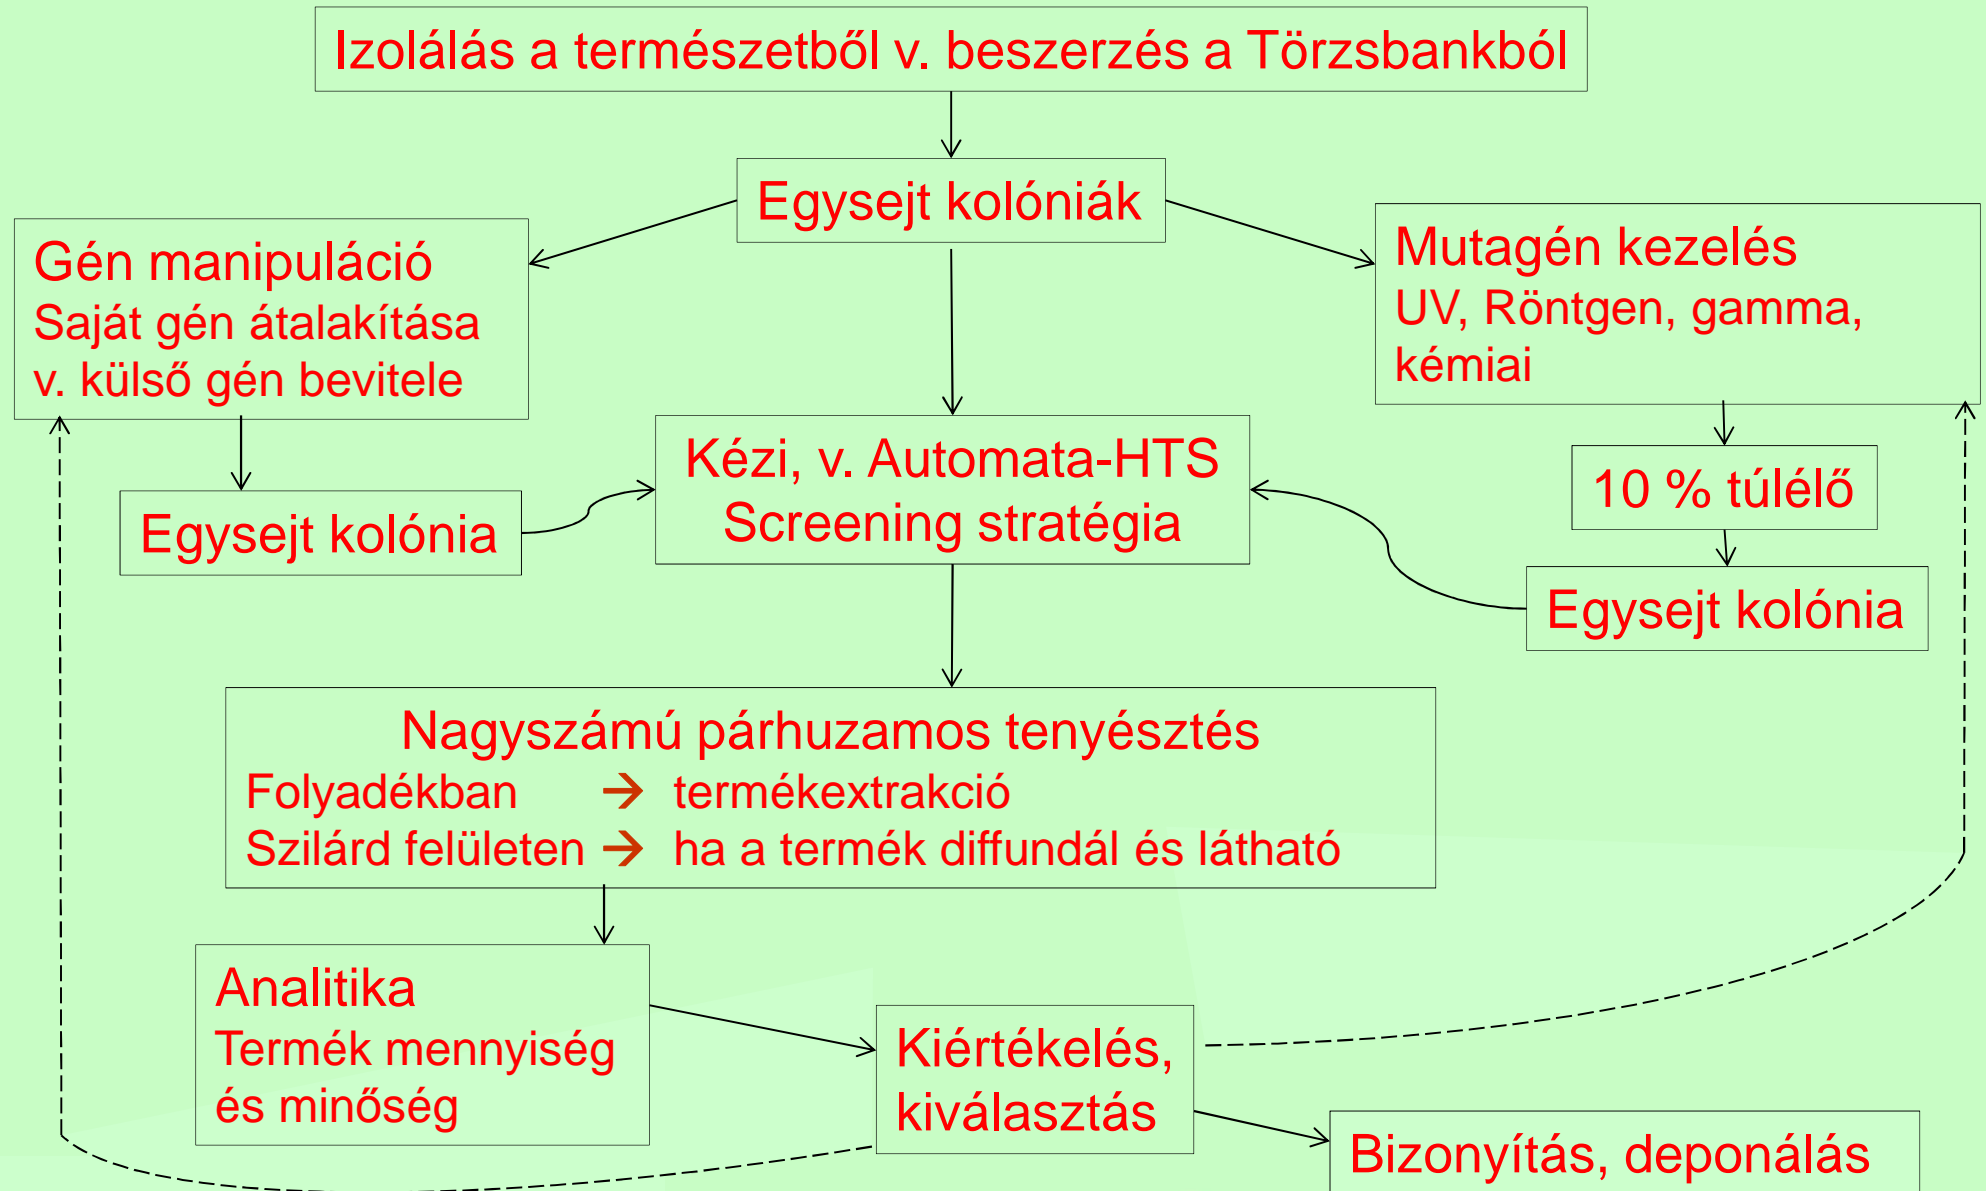 Izolálás a természetből v. beszerzés a Törzsbankból
Egysejt kolóniák
Gén manipuláció
Saját gén átalakítása
v. külső gén bevitele
Mutagén kezelés
UV, Röntgen, gamma,
kémiai
Kézi, v. Automata-HTS
Screening stratégia
10 % túlélő
Egysejt kolónia
Egysejt kolónia
Nagyszámú párhuzamos tenyésztés
Folyadékban → termékextrakció
Szilárd felületen → ha a termék diffundál és látható
Analitika
Termék mennyiség
és minőség
Kiértékelés,
kiválasztás
Bizonyítás, deponálás